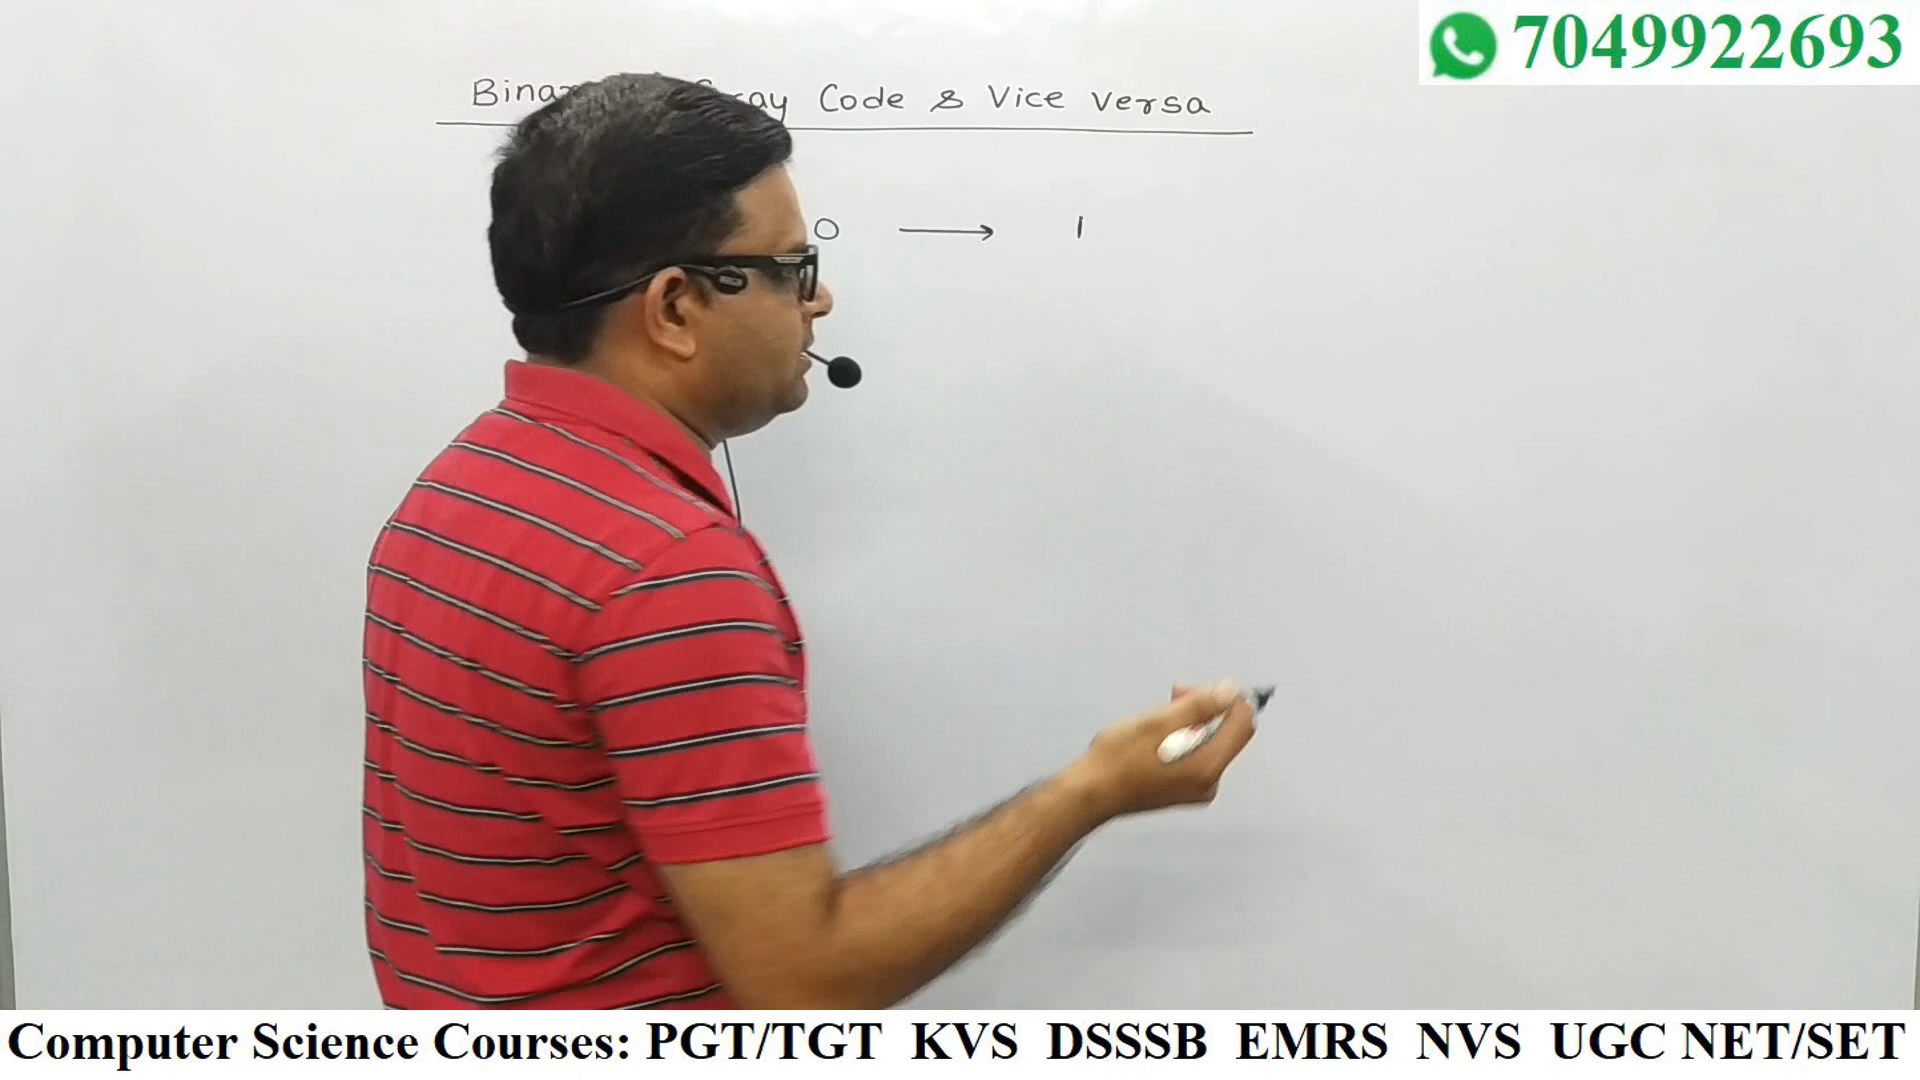 7049922693
Code & Vice Versa
0 → 1
Computer Science Courses: PGT/TGT KVS DSSSB EMRS NVS UGC NET/SET